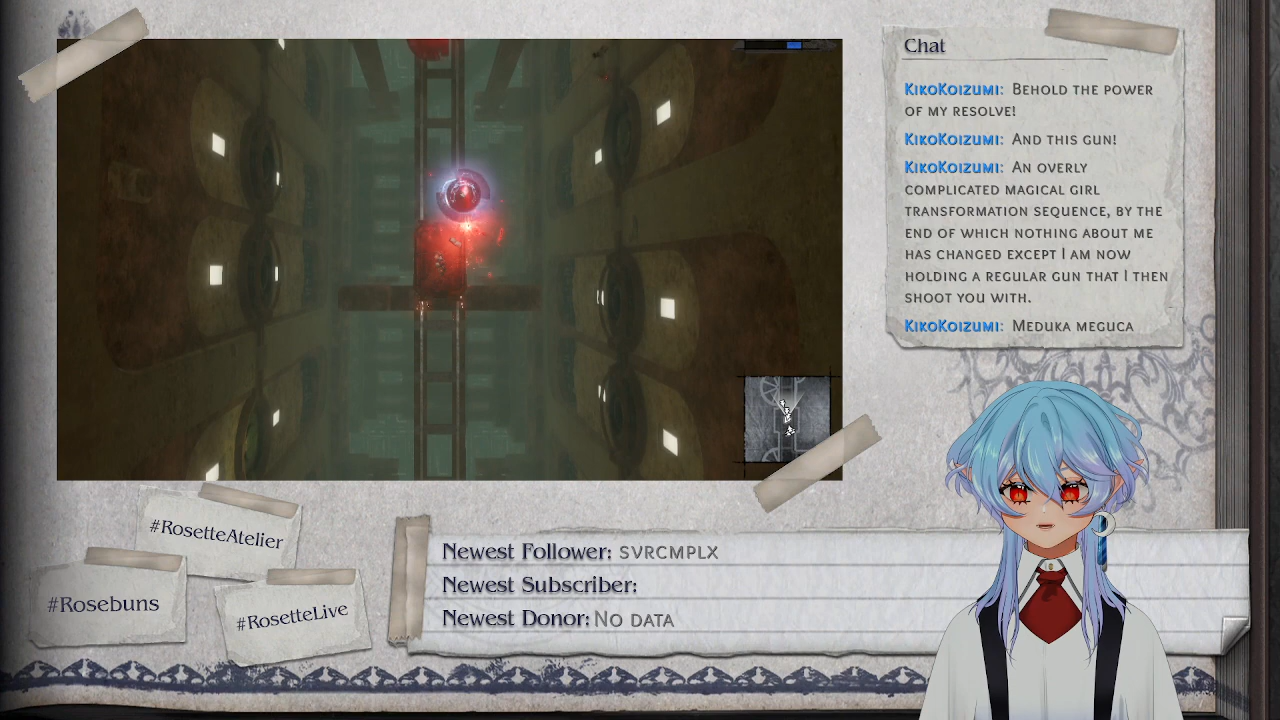 Chat
KikoKoizumi: Behold the power
of my resolve!
KikoKoizumi: And this gun!
KikoKoizumi: An overly
complicated magical girl
transformation sequence, by the
end of which nothing about me
has changed except I am now
holding a regular gun that I then
shoot you with.
KikoKoizumi: Meduka meguca
#RosetteAtelier
#Rosebuns
#RosetteLive
Newest Follower: svrcmplx
Newest Subscriber:
Newest Donor: No data